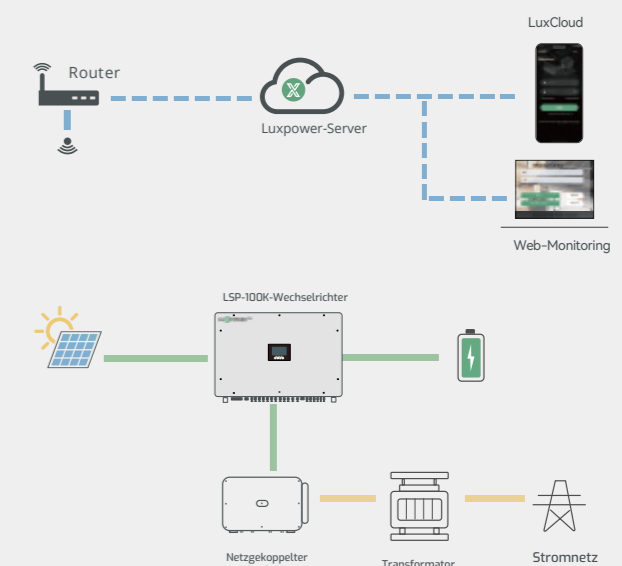 LuxCloud
Router
Luxpower-Server
Web-Monitoring
LSP-100K-Wechselrichter
Netzgekoppelter
Transformator
Stromnetz